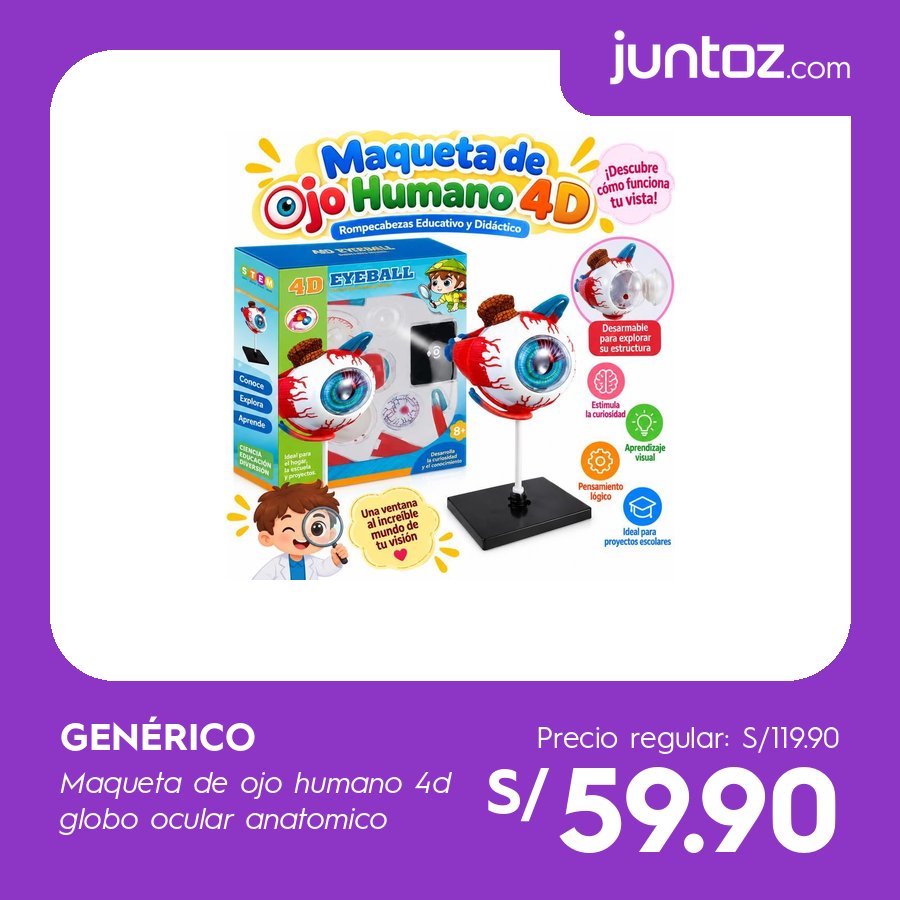 juntoz.com
Maqueta de
Ojo Humano 4D
Rompecabezas Educativo y Didáctico
¡Descubre
cómo funciona
tu vista!
STEM
4D EYEBALL
Conoce
Explora
Aprende
CIENCIA
EDUCACIÓN
DIVERSIÓN
Ideal para
el hogar,
la escuela
y proyectos.
8+
Desarrolla
la curiosidad
y el conocimiento
Desarmable
para explorar
su estructura
Estimula
la curiosidad
Aprendizaje
visual
Pensamiento
lógico
Ideal para
proyectos escolares
Una ventana
al increíble
mundo de
tu visión
GENÉRICO
Maqueta de ojo humano 4d
globo ocular anatomico
Precio regular: S/119.90
S/59.90